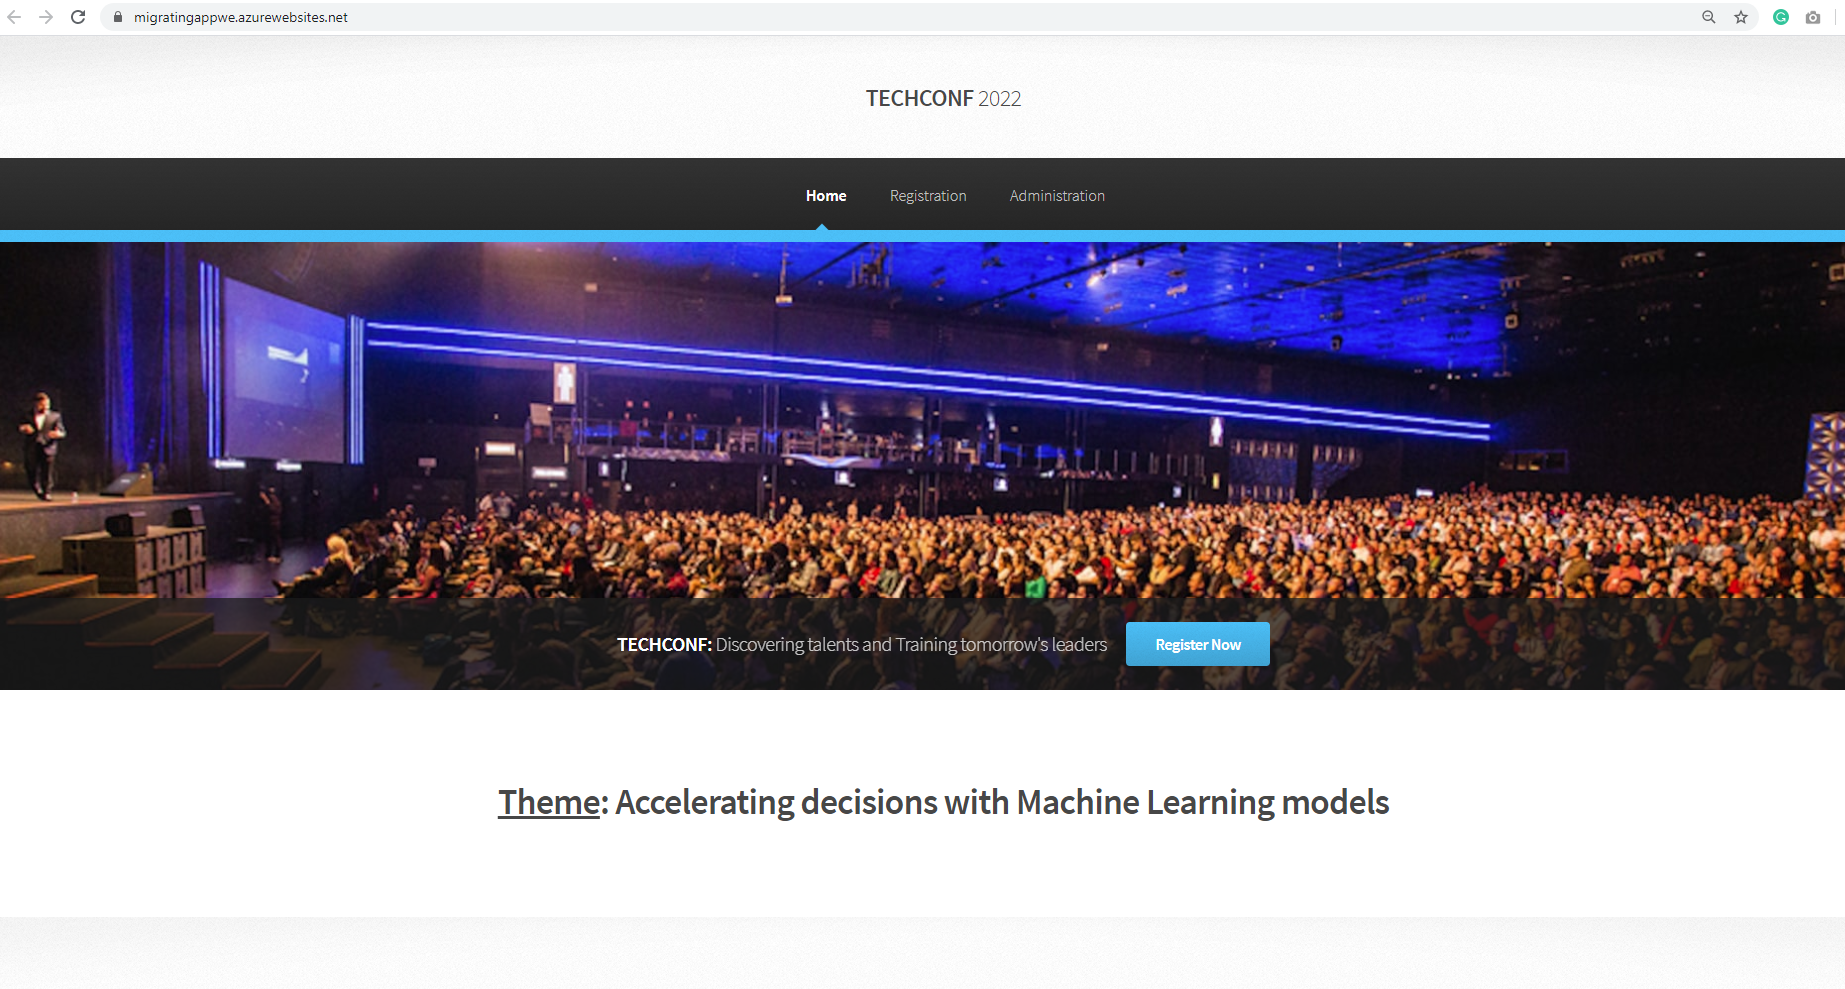 migratingappwe.azurewebsites.net
TECHCONF 2022
Home Registration Administration
TECHCONF: Discovering talents and Training tomorrow's leaders Register Now
Theme: Accelerating decisions with Machine Learning models